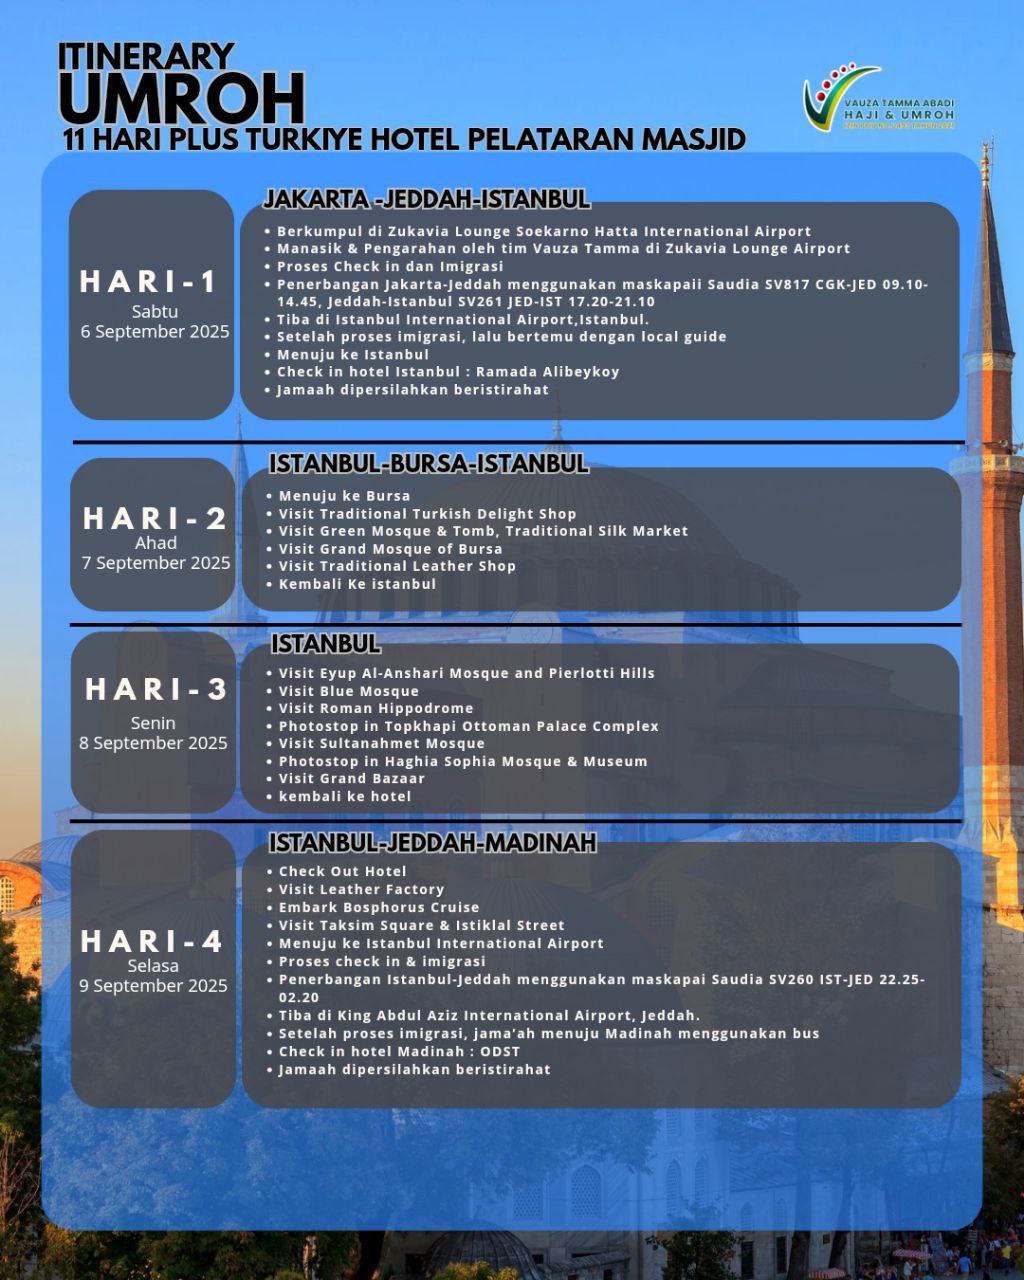 ITINERARY
UMROH
11 HARI PLUS TURKIYE HOTEL PELATARAN MASJID
VAUZA TAMMA ABADI
HAJI & UMROH
JAKARTA -JEDDAH-ISTANBUL
HARI-1
Sabtu
6 September 2025
• Berkumpul di Zukavia Lounge Soekarno Hatta International Airport
• Manasik & Pengarahan oleh tim Vauza Tamma di Zukavia Lounge Airport
• Proses Check in dan Imigrasi
• Penerbangan Jakarta-Jeddah menggunakan maskapaii Saudia SV817 CGK-JED 09.10-
14.45, Jeddah-Istanbul SV261 JED-IST 17.20-21.10
• Tiba di Istanbul International Airport,Istanbul.
• Setelah proses imigrasi, lalu bertemu dengan local guide
• Menuju ke Istanbul
• Check in hotel Istanbul : Ramada Alibeykoy
• Jamaah dipersilahkan beristirahat
ISTANBUL-BURSA-ISTANBUL
HARI-2
Ahad
7 September 2025
• Menuju ke Bursa
• Visit Traditional Turkish Delight Shop
• Visit Green Mosque & Tomb, Traditional Silk Market
• Visit Grand Mosque of Bursa
• Visit Traditional Leather Shop
• Kembali Ke istanbul
ISTANBUL
HARI-3
Senin
8 September 2025
• Visit Eyup Al-Anshari Mosque and Pierlotti Hills
• Visit Blue Mosque
• Visit Roman Hippodrome
• Photostop in Topkhapi Ottoman Palace Complex
• Visit Sultanahmet Mosque
• Photostop in Haghia Sophia Mosque & Museum
• Visit Grand Bazaar
• kembali ke hotel
ISTANBUL-JEDDAH-MADINAH
HARI-4
Selasa
9 September 2025
• Check Out Hotel
• Visit Leather Factory
• Embark Bosphorus Cruise
• Visit Taksim Square & Istiklal Street
• Menuju ke Istanbul International Airport
• Proses check in & imigrasi
• Penerbangan Istanbul-Jeddah menggunakan maskapai Saudia SV260 IST-JED 22.25-
02.20
• Tiba di King Abdul Aziz International Airport, Jeddah.
• Setelah proses imigrasi, jama’ah menuju Madinah menggunakan bus
• Check in hotel Madinah : ODST
• Jamaah dipersilahkan beristirahat